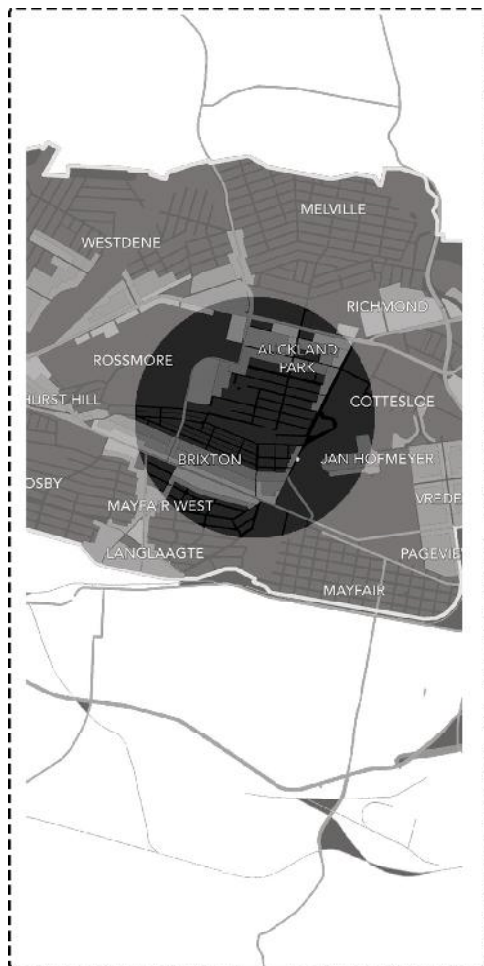 MELVILLE
WESTDENE
RICHMOND
AUCKLAND
PARK
ROSSMORE
HURST HILL
COTTESLOE
BRIXTON
JAN HOFMEYER
OSBY
VREDE
MAYFAIR WEST
LANGLAAGTE
PAGEVIE
MAYFAIR